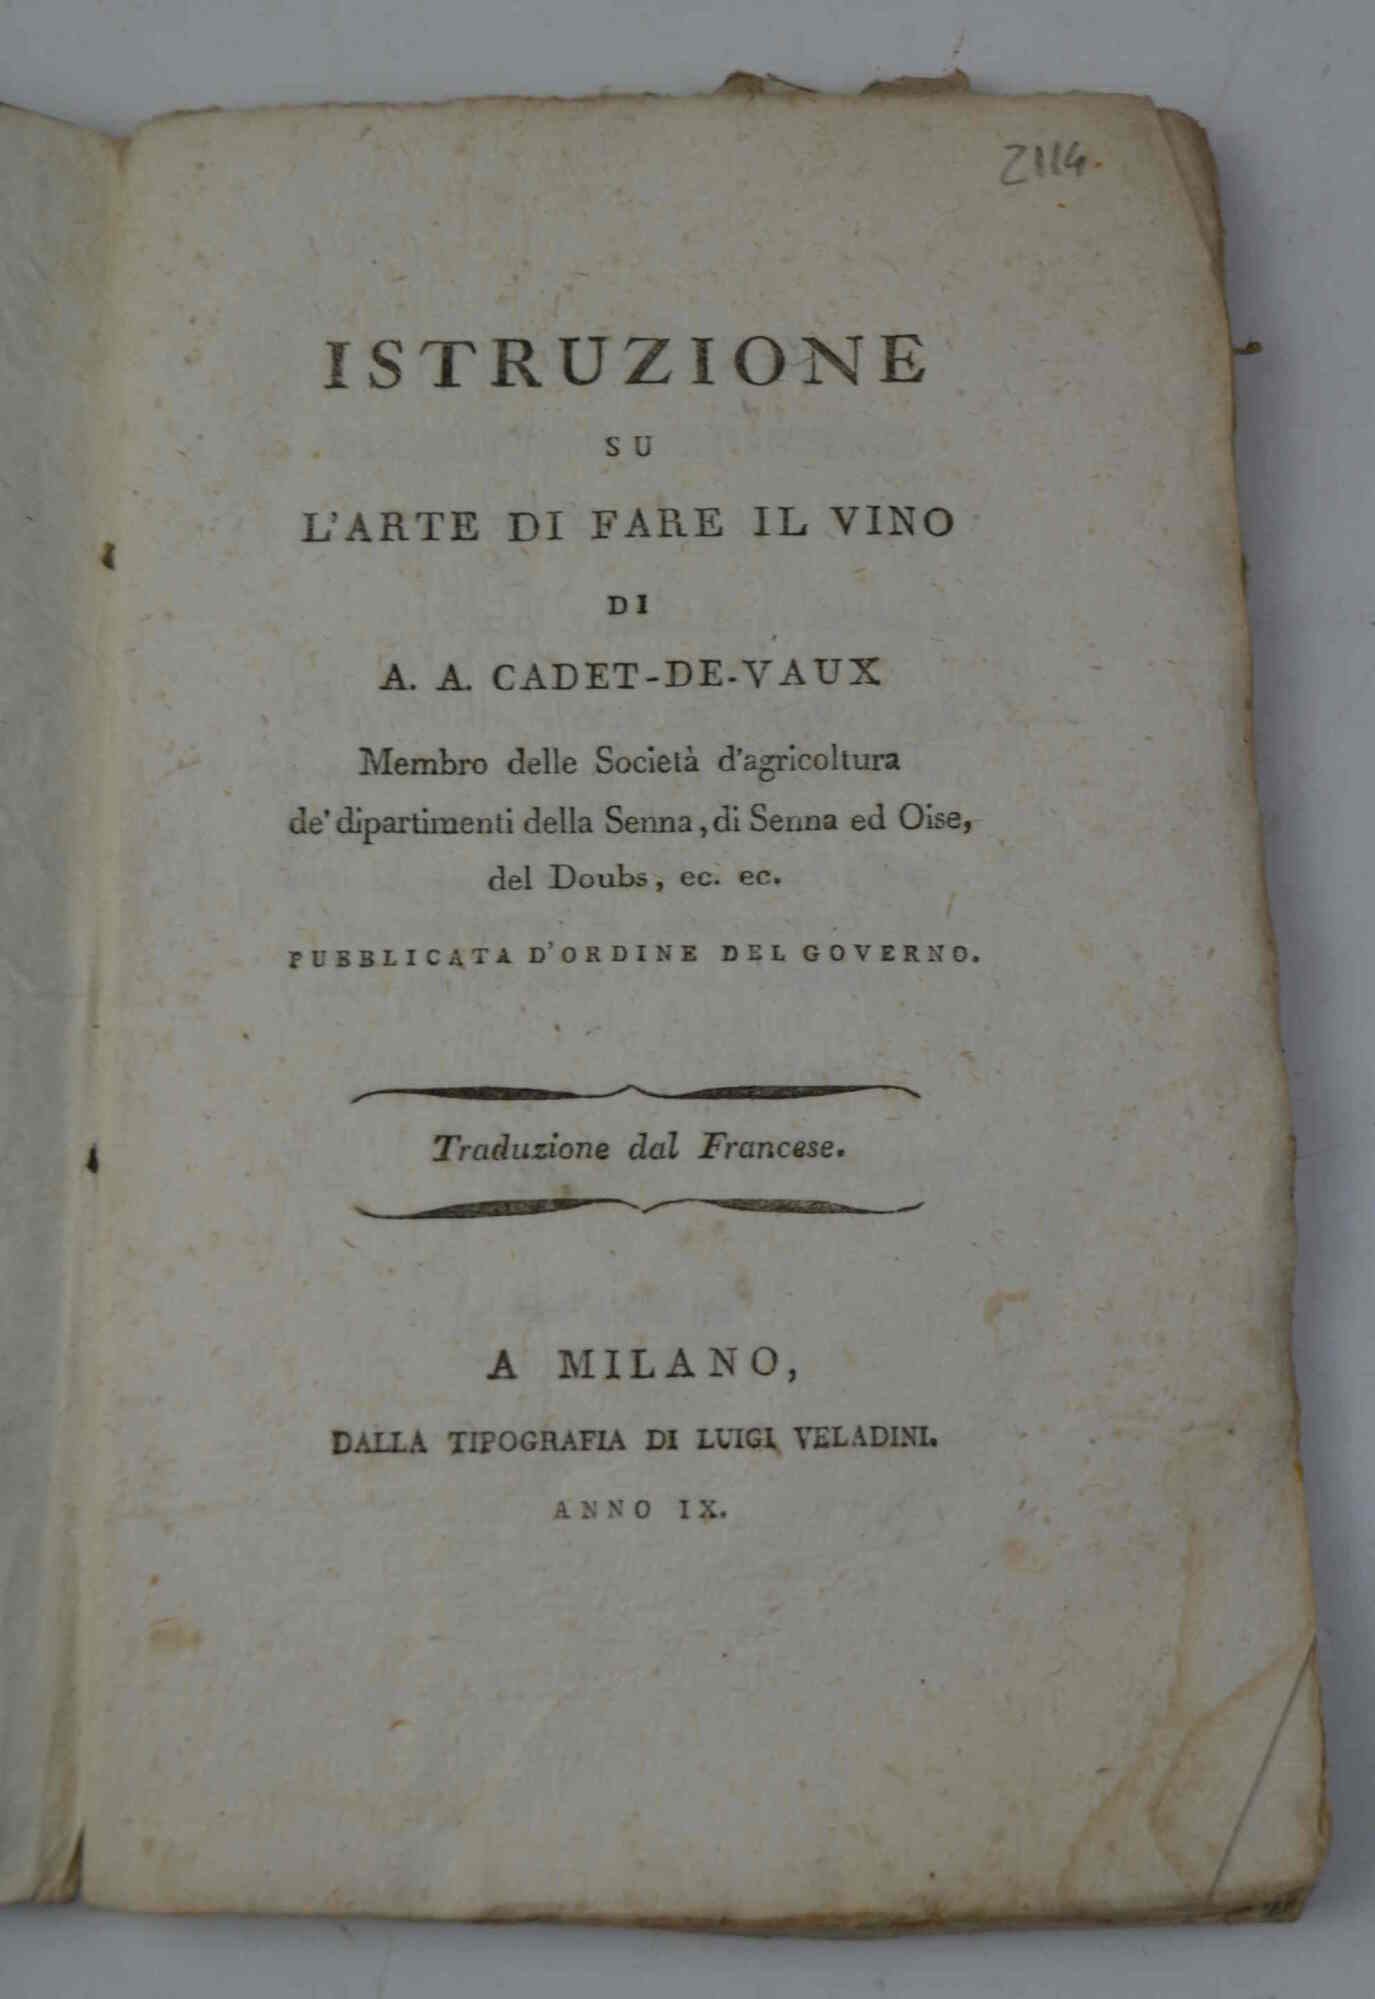 2114.
ISTRUZIONE
SU
L'ARTE DI FARE IL VINO
DI
A. A. CADET-DE-VAUX
Membro delle Società d'agricoltura
de' dipartimenti della Senna, di Senna ed Oise,
del Doubs, ec. ec.
PUBBLICATA D'ORDINE DEL GOVERNO.
Traduzione dal Francese.
A MILANO,
DALLA TIPOGRAFIA DI LUIGI VELADINI.
ANNO IX.